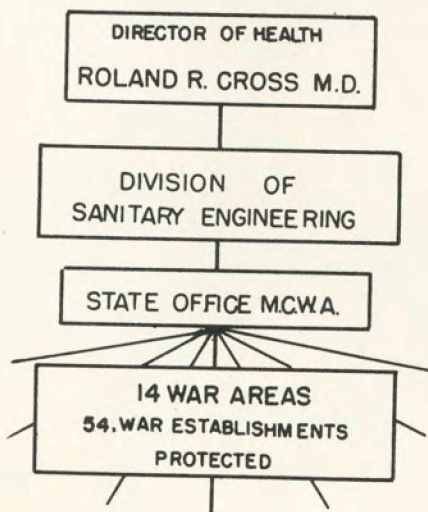 DIRECTOR OF HEALTH
ROLAND R. CROSS M.D.
DIVISION OF
SANITARY ENGINEERING
STATE OFFICE M.C.W.A.
14 WAR AREAS
54. WAR ESTABLISHMENTS
PROTECTED